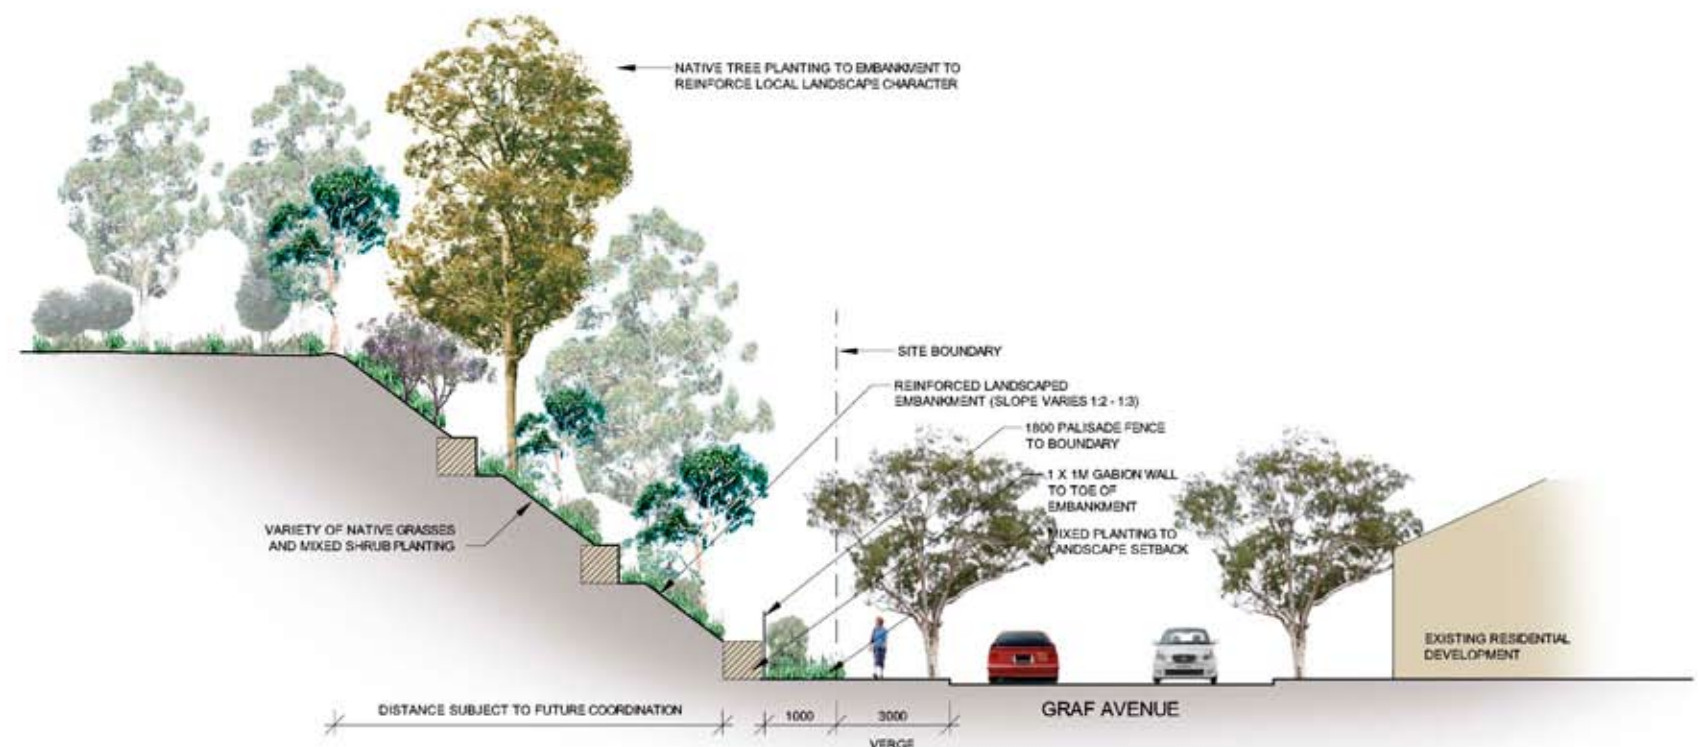 NATIVE TREE PLANTING TO EMBANKMENT TO
REINFORCE LOCAL LANDSCAPE CHARACTER
SITE BOUNDARY
REINFORCED LANDSCAPED
EMBANKMENT (SLOPE VARIES 1:2 - 1:3)
1800 PALISADE FENCE
TO BOUNDARY
1 X 1M GABION WALL
TO TOE OF
EMBANKMENT
MIXED PLANTING TO
LANDSCAPE SETBACK
VARIETY OF NATIVE GRASSES
AND MIXED SHRUB PLANTING
EXISTING RESIDENTIAL
DEVELOPMENT
DISTANCE SUBJECT TO FUTURE COORDINATION
1000
3000
GRAF AVENUE
VERGE